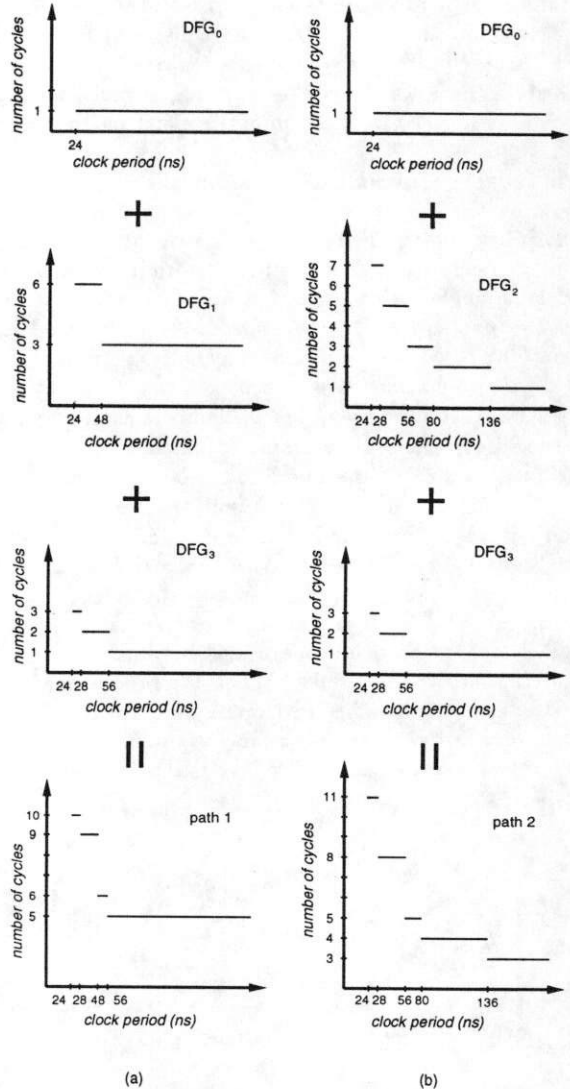 number of cycles
DFG₀
1
24
clock period (ns)
+
number of cycles
6
DFG₁
3
24 48
clock period (ns)
+
number of cycles
DFG₃
3
2
1
24 28 56
clock period (ns)
||
number of cycles
10
9
path 1
6
5
24 28 48 56
clock period (ns)
(a)
number of cycles
DFG₀
1
24
clock period (ns)
+
number of cycles
7
6
DFG₂
5
4
3
2
1
24 28 56 80 136
clock period (ns)
+
number of cycles
DFG₃
3
2
1
24 28 56
clock period (ns)
||
number of cycles
11
path 2
8
5
4
3
24 28 56 80 136
clock period (ns)
(b)